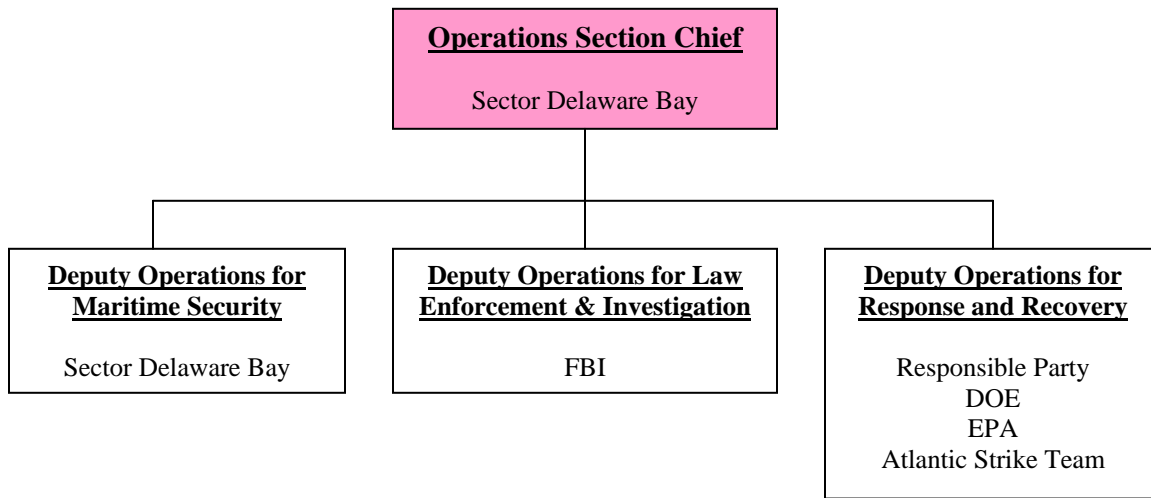 Operations Section Chief
Sector Delaware Bay
Deputy Operations for
Maritime Security
Sector Delaware Bay
Deputy Operations for Law
Enforcement & Investigation
FBI
Deputy Operations for
Response and Recovery
Responsible Party
DOE
EPA
Atlantic Strike Team